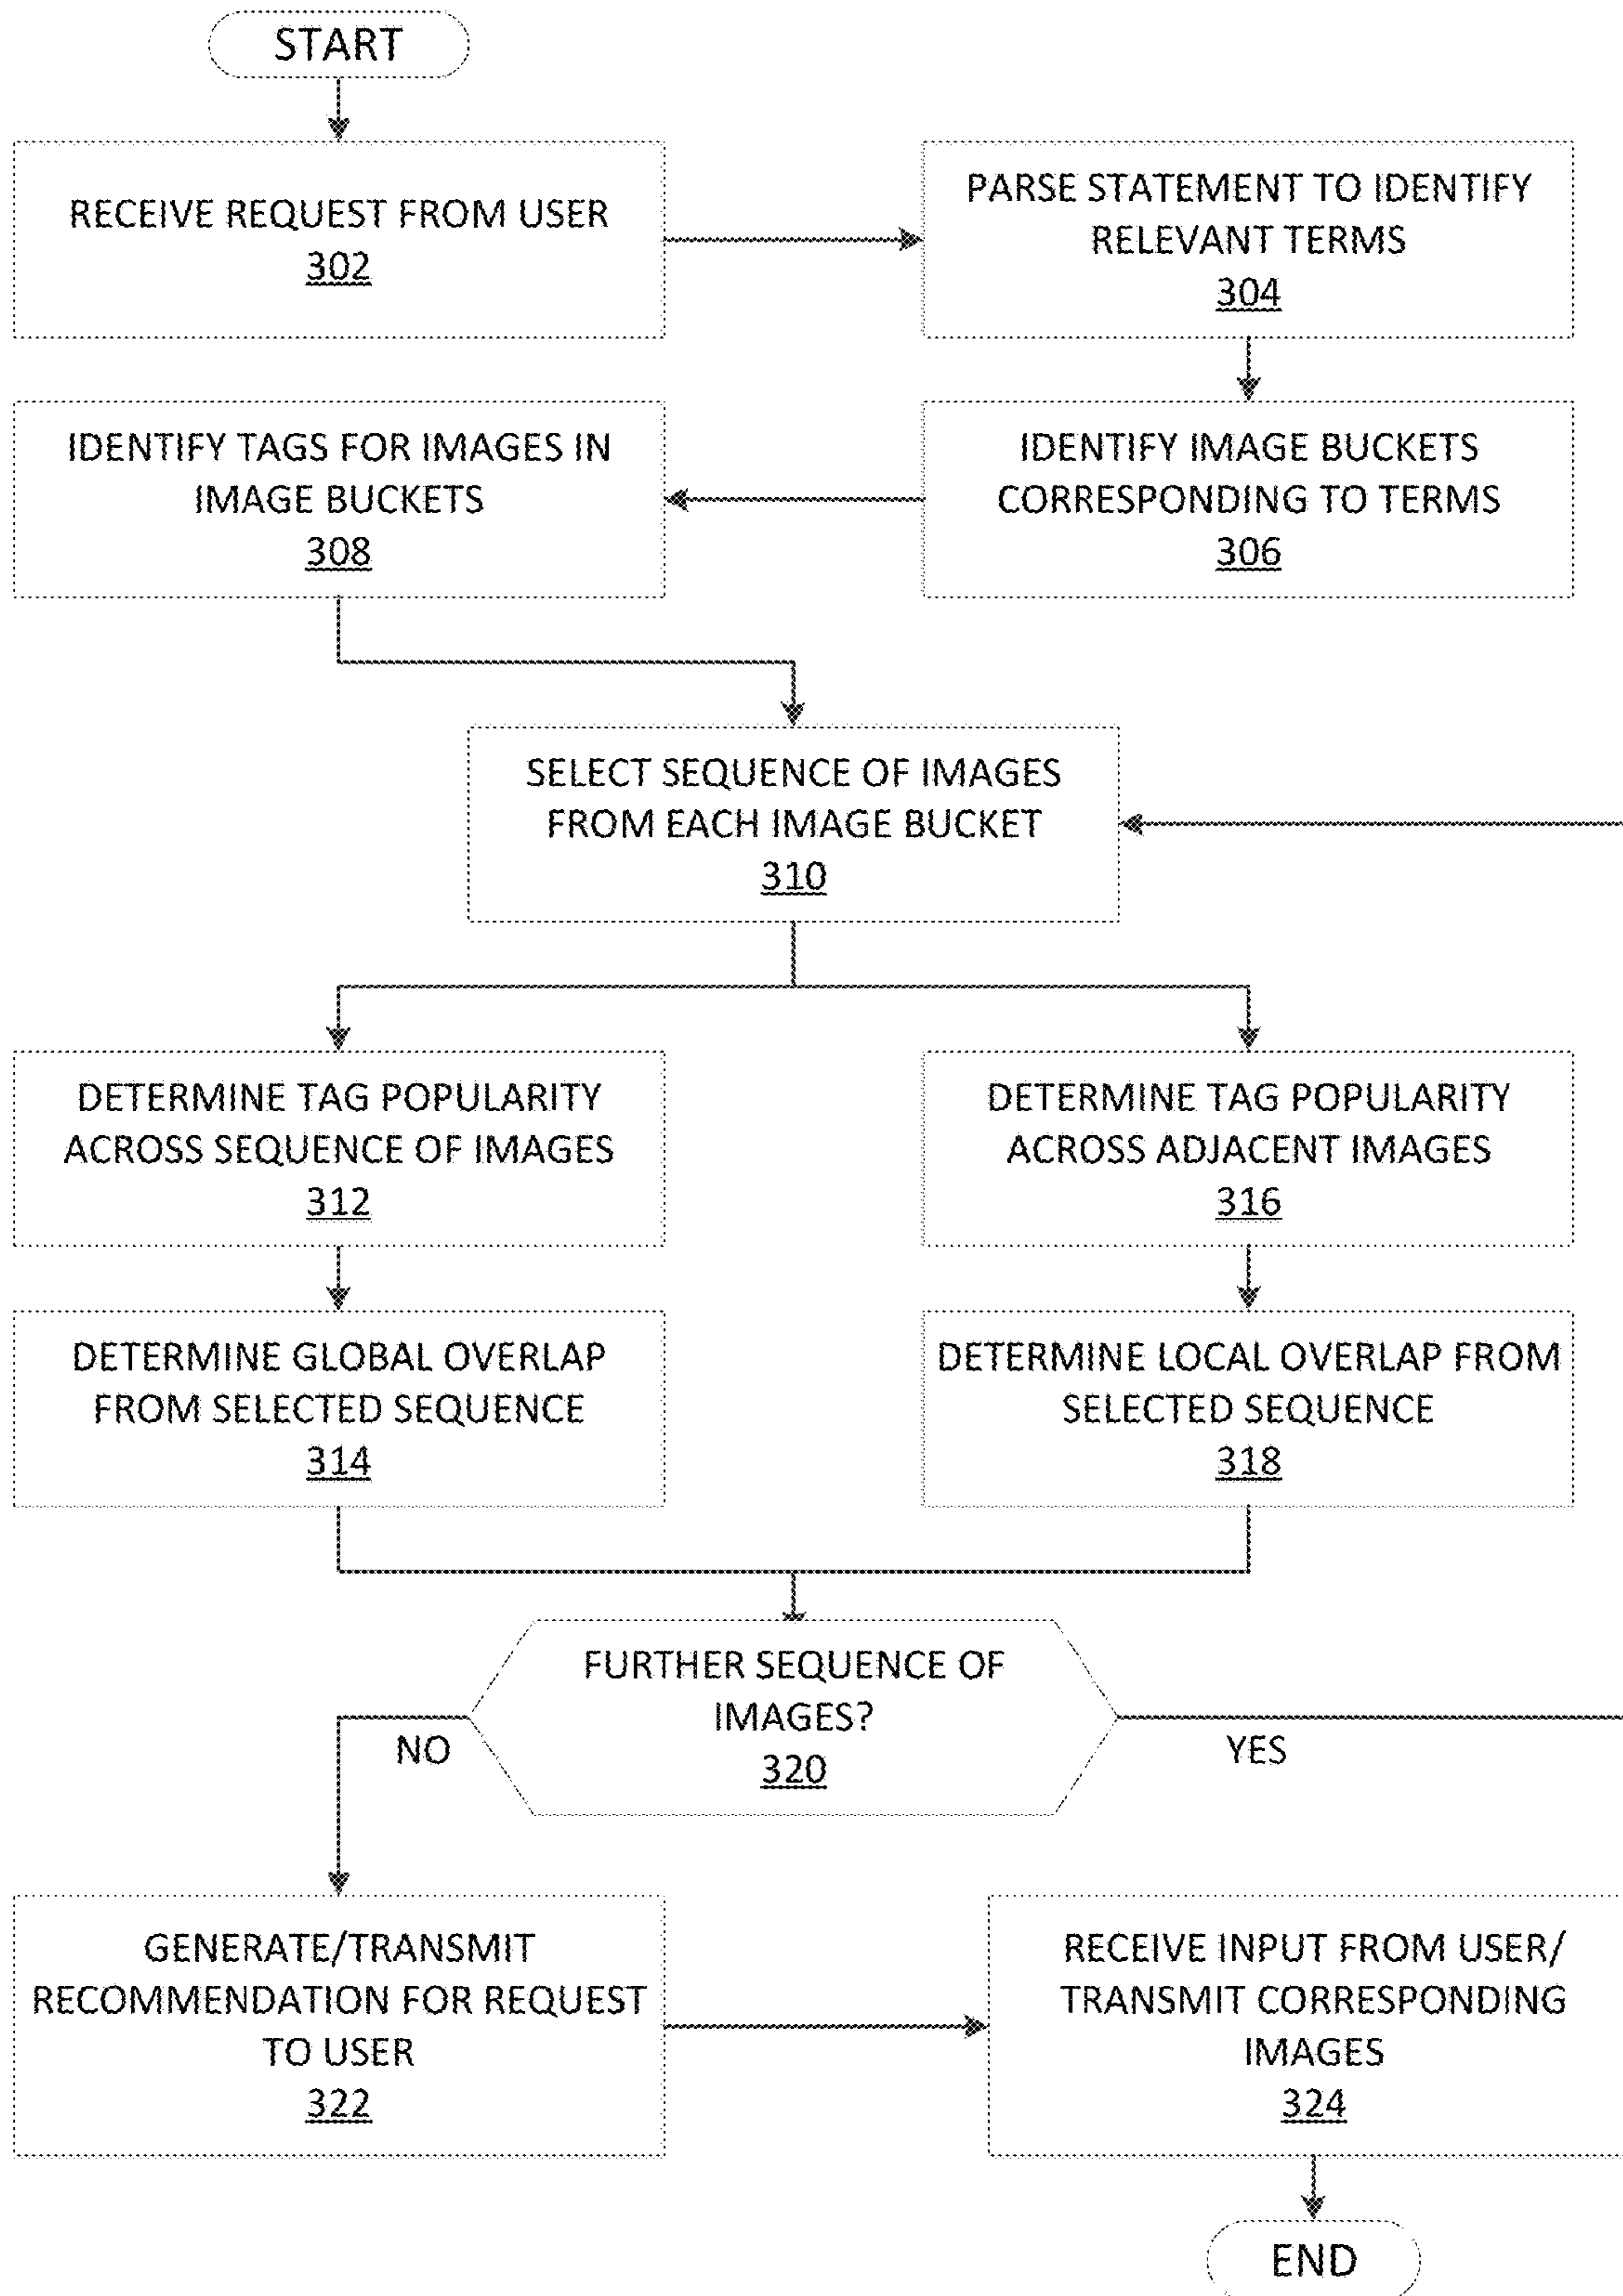 START
RECEIVE REQUEST FROM USER
302
PARSE STATEMENT TO IDENTIFY
RELEVANT TERMS
304
IDENTIFY IMAGE BUCKETS
CORRESPONDING TO TERMS
306
IDENTIFY TAGS FOR IMAGES IN
IMAGE BUCKETS
308
SELECT SEQUENCE OF IMAGES
FROM EACH IMAGE BUCKET
310
DETERMINE TAG POPULARITY
ACROSS SEQUENCE OF IMAGES
312
DETERMINE GLOBAL OVERLAP
FROM SELECTED SEQUENCE
314
DETERMINE TAG POPULARITY
ACROSS ADJACENT IMAGES
316
DETERMINE LOCAL OVERLAP FROM
SELECTED SEQUENCE
318
FURTHER SEQUENCE OF
IMAGES?
320
NO
YES
GENERATE/TRANSMIT
RECOMMENDATION FOR REQUEST
TO USER
322
RECEIVE INPUT FROM USER/
TRANSMIT CORRESPONDING
IMAGES
324
END